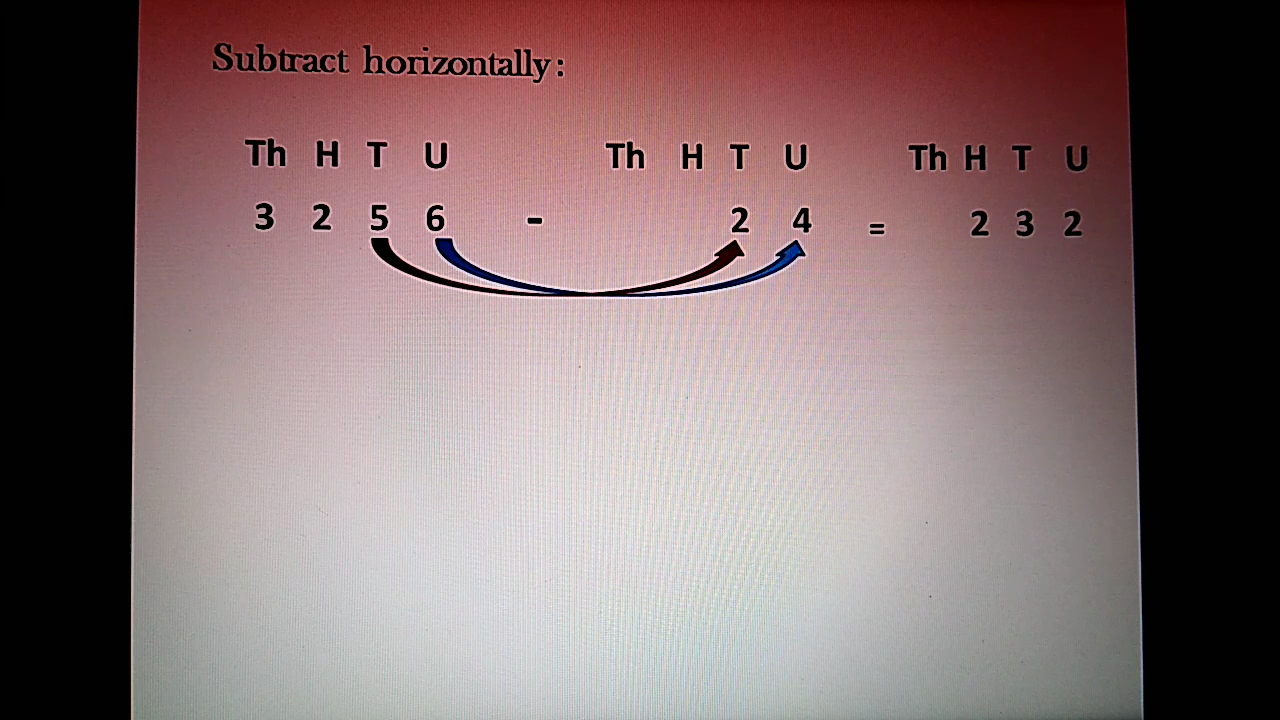 Subtract horizontally:
Th H T U Th H T U Th H T U
3 2 5 6 - 2 4 = 2 3 2